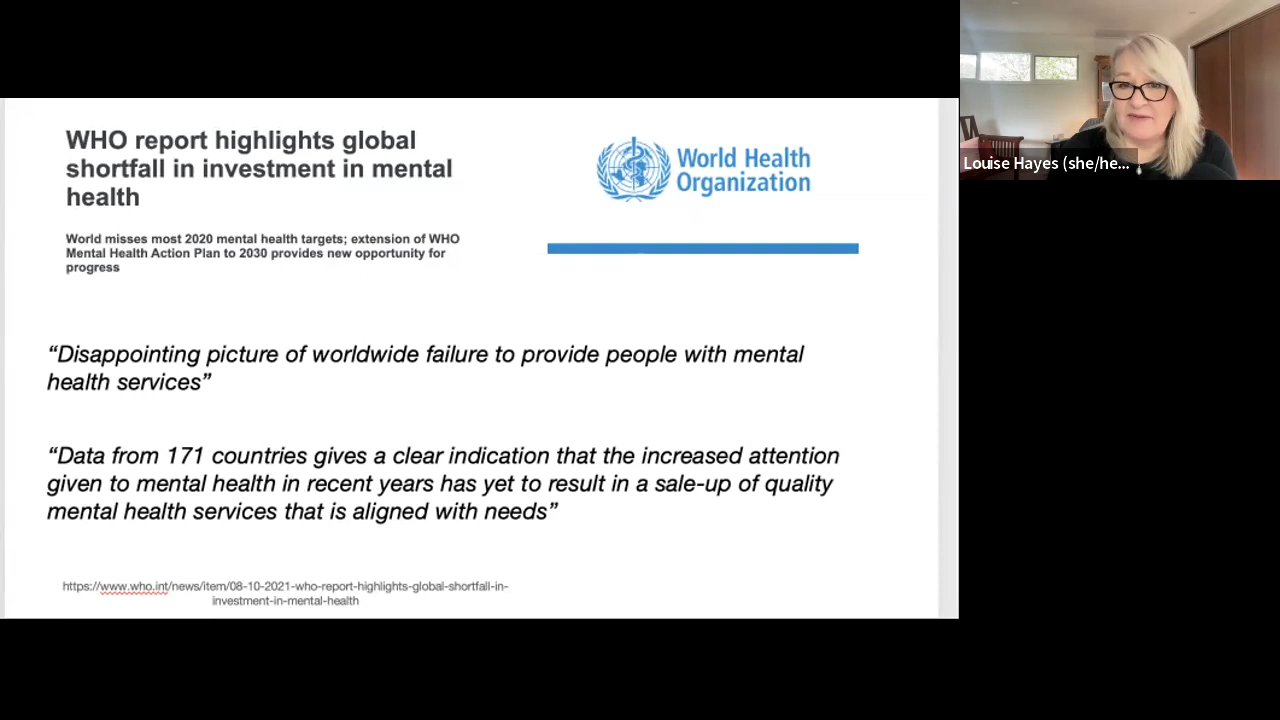 WHO report highlights global
shortfall in investment in mental
health
World Health
Organization
World misses most 2020 mental health targets; extension of WHO
Mental Health Action Plan to 2030 provides new opportunity for
progress
“Disappointing picture of worldwide failure to provide people with mental
health services”
“Data from 171 countries gives a clear indication that the increased attention
given to mental health in recent years has yet to result in a sale-up of quality
mental health services that is aligned with needs”
https://www.who.int/news/item/08-10-2021-who-report-highlights-global-shortfall-in-
investment-in-mental-health
Louise Hayes (she/he...